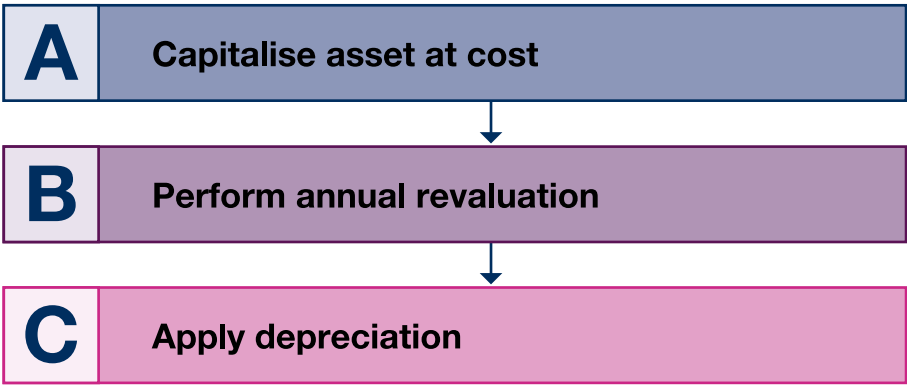 A Capitalise asset at cost
B Perform annual revaluation
C Apply depreciation